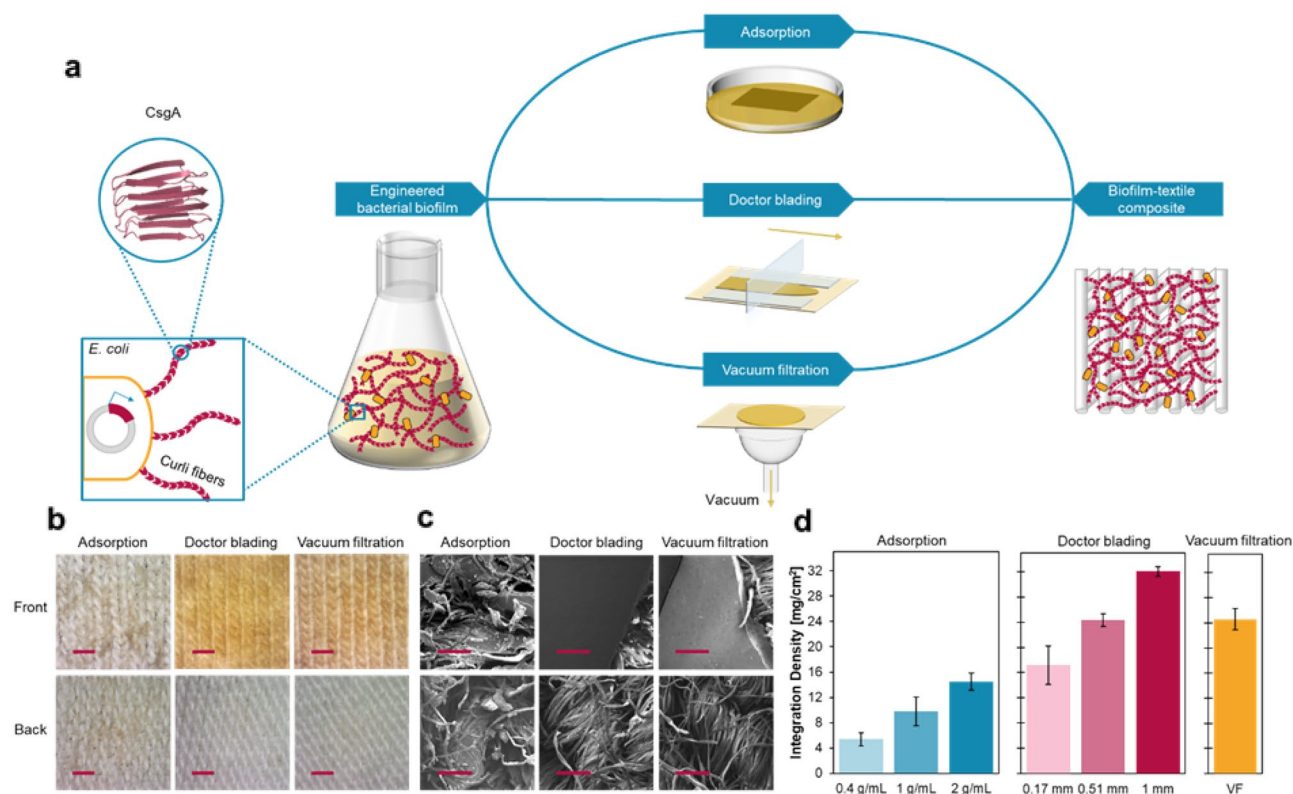 a
Adsorption
CsgA
Engineered
bacterial biofilm
Doctor blading
Biofilm-textile
composite
E. coli
Curli fibers
Vacuum filtration
Vacuum
b
Adsorption
Doctor blading
Vacuum filtration
Front
Back
c
Adsorption
Doctor blading
Vacuum filtration
d
Adsorption
Doctor blading
Vacuum filtration
Integration Density [mg/cm²]
32
28
24
20
16
12
8
4
0
0.4 g/mL
1 g/mL
2 g/mL
0,17 mm
0,51 mm
1 mm
VF